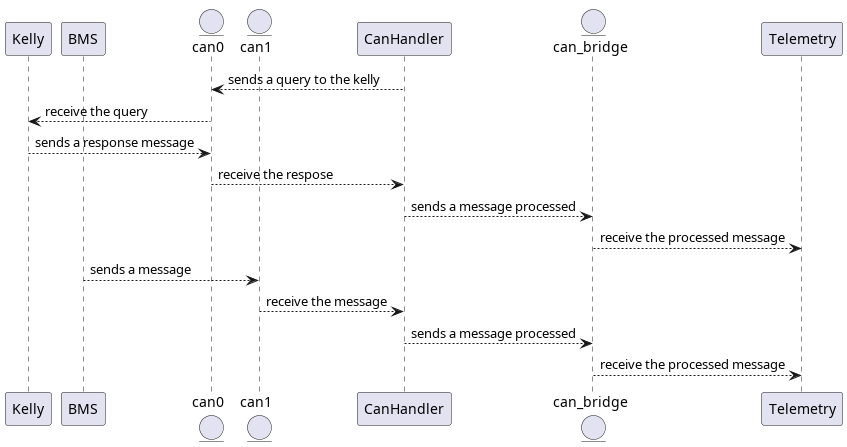 Kelly BMS can0 can1 CanHandler can_bridge Telemetry
sends a query to the kelly
receive the query
sends a response message
receive the respose
sends a message processed
receive the processed message
sends a message
receive the message
sends a message processed
receive the processed message
Kelly BMS can0 can1 CanHandler can_bridge Telemetry